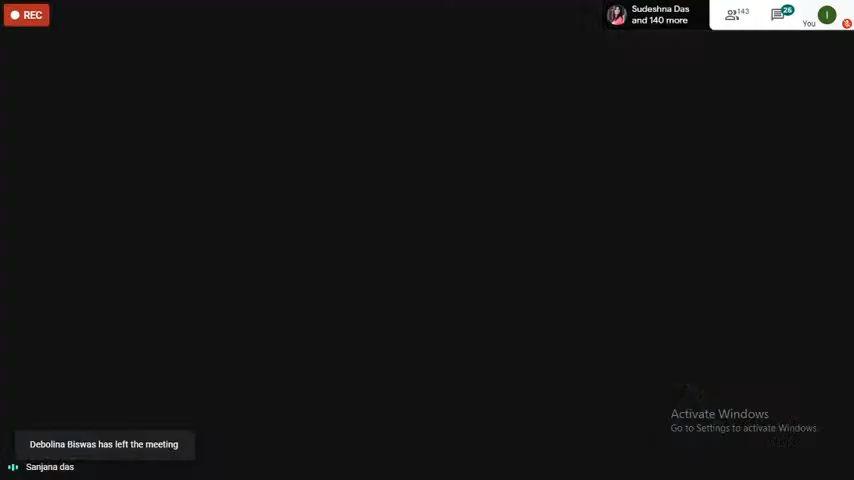 REC
Sudeshna Das
and 140 more
143
26
I
You
Activate Windows
Go to Settings to activate Windows.
Debolina Biswas has left the meeting
Sanjana das